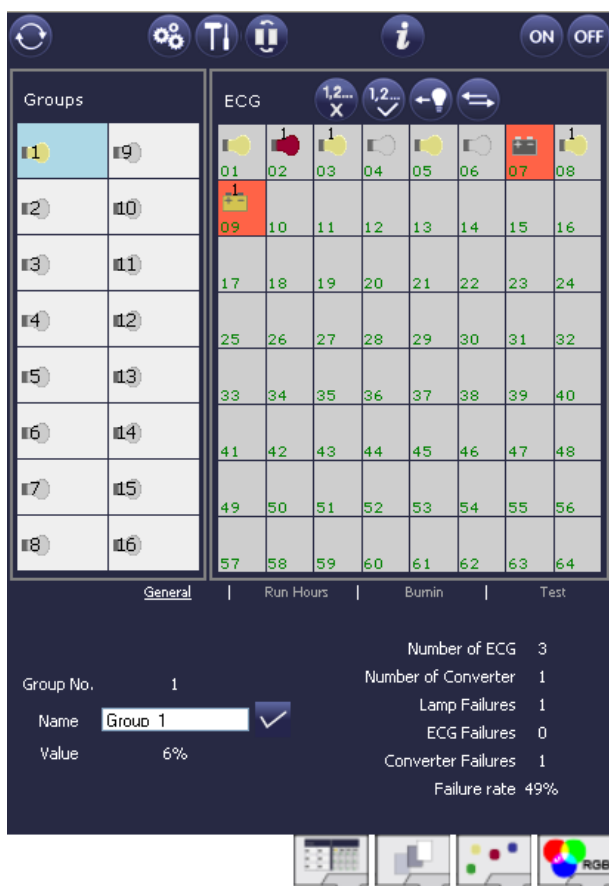 i ON OFF
Groups
ECG 1,2... X 1,2...
1 9
2 10
3 11
4 12
5 13
6 14
7 15
8 16
1 1 1
01 02 03 04 05 06 07 08
1
09 10 11 12 13 14 15 16
17 18 19 20 21 22 23 24
25 26 27 28 29 30 31 32
33 34 35 36 37 38 39 40
41 42 43 44 45 46 47 48
49 50 51 52 53 54 55 56
57 58 59 60 61 62 63 64
General | Run Hours | Burnin | Test
Group No. 1
Name Group 1
Value 6%
Number of ECG 3
Number of Converter 1
Lamp Failures 1
ECG Failures 0
Converter Failures 1
Failure rate 49%
RGB